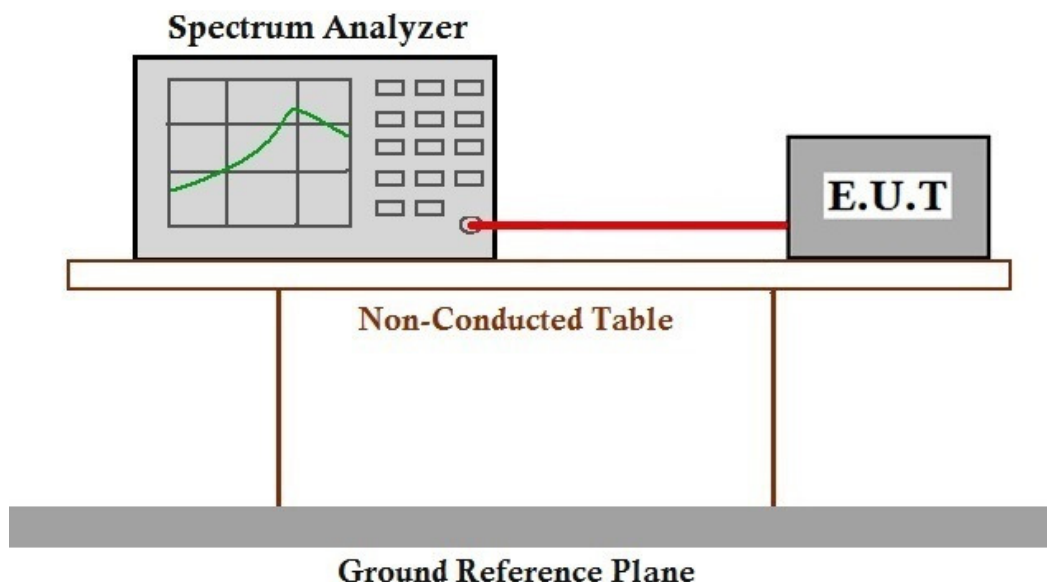 Spectrum Analyzer
E.U.T
Non-Conducted Table
Ground Reference Plane